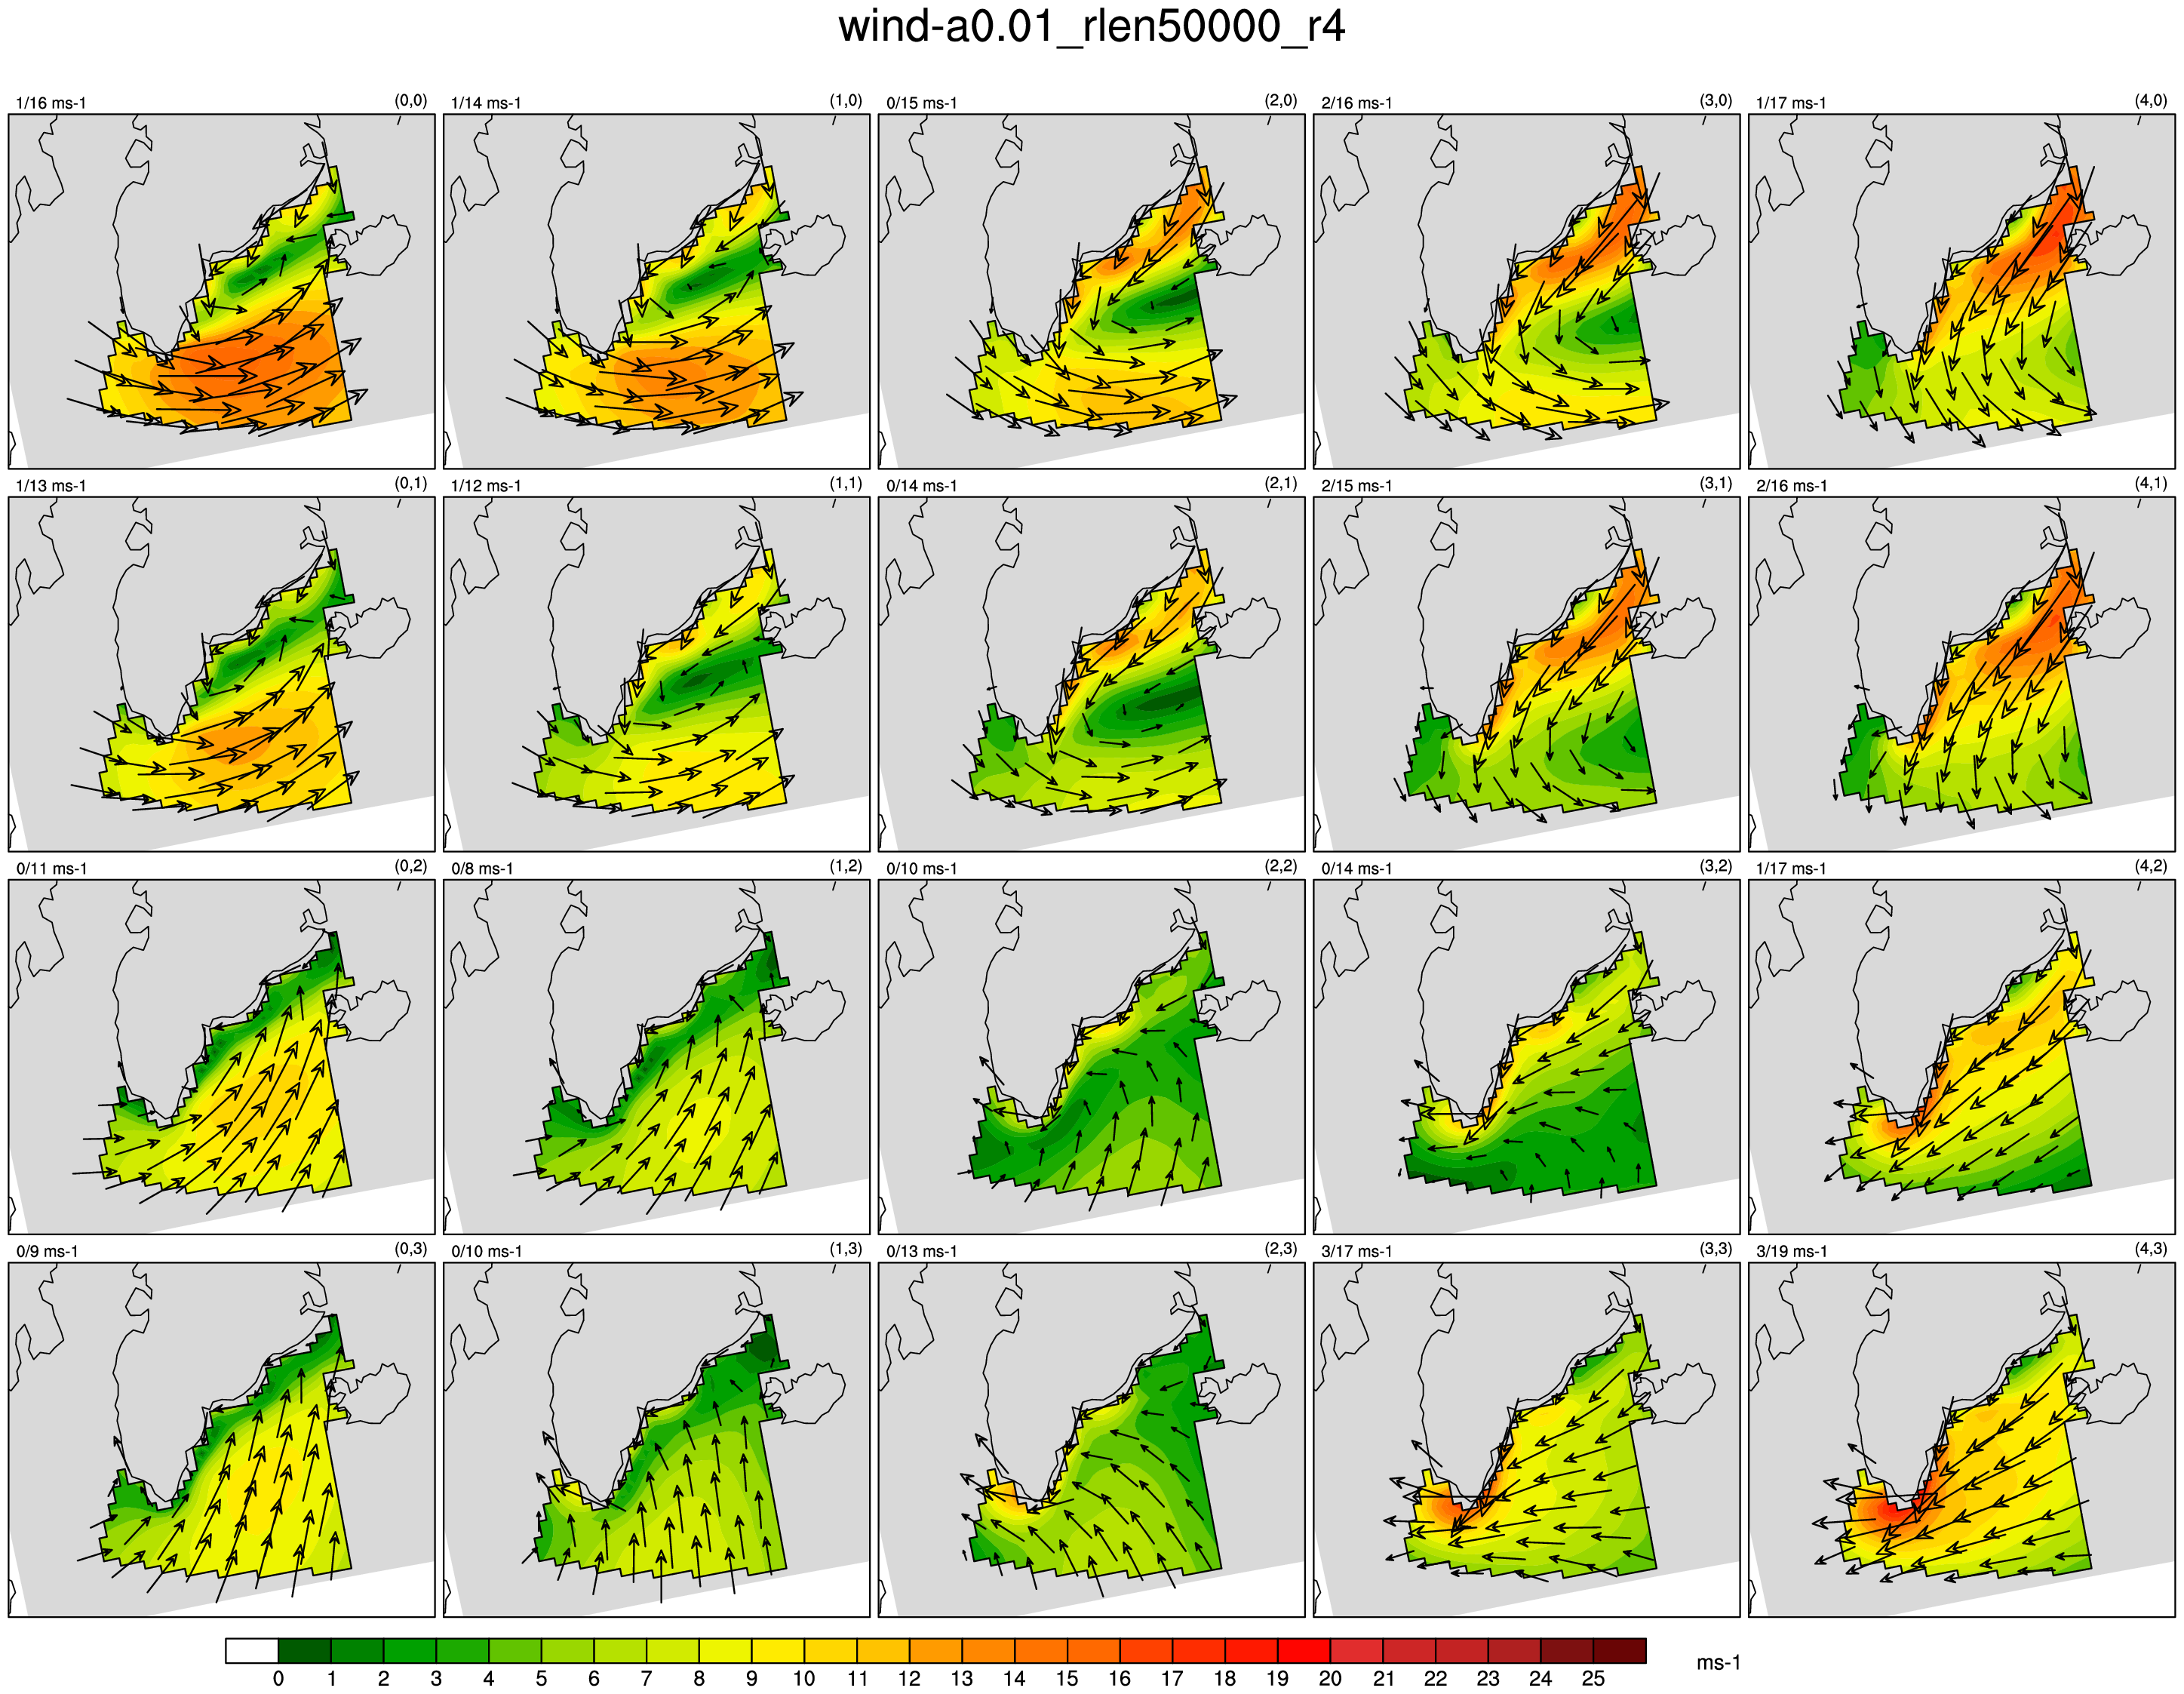 wind-a0.01_rlen50000_r4
1/16 ms-1 (0,0) 1/14 ms-1 (1,0) 0/15 ms-1 (2,0) 2/16 ms-1 (3,0) 1/17 ms-1 (4,0)
1/13 ms-1 (0,1) 1/12 ms-1 (1,1) 0/14 ms-1 (2,1) 2/15 ms-1 (3,1) 2/16 ms-1 (4,1)
0/11 ms-1 (0,2) 0/8 ms-1 (1,2) 0/10 ms-1 (2,2) 0/14 ms-1 (3,2) 1/17 ms-1 (4,2)
0/9 ms-1 (0,3) 0/10 ms-1 (1,3) 0/13 ms-1 (2,3) 3/17 ms-1 (3,3) 3/19 ms-1 (4,3)
0 1 2 3 4 5 6 7 8 9 10 11 12 13 14 15 16 17 18 19 20 21 22 23 24 25 ms-1